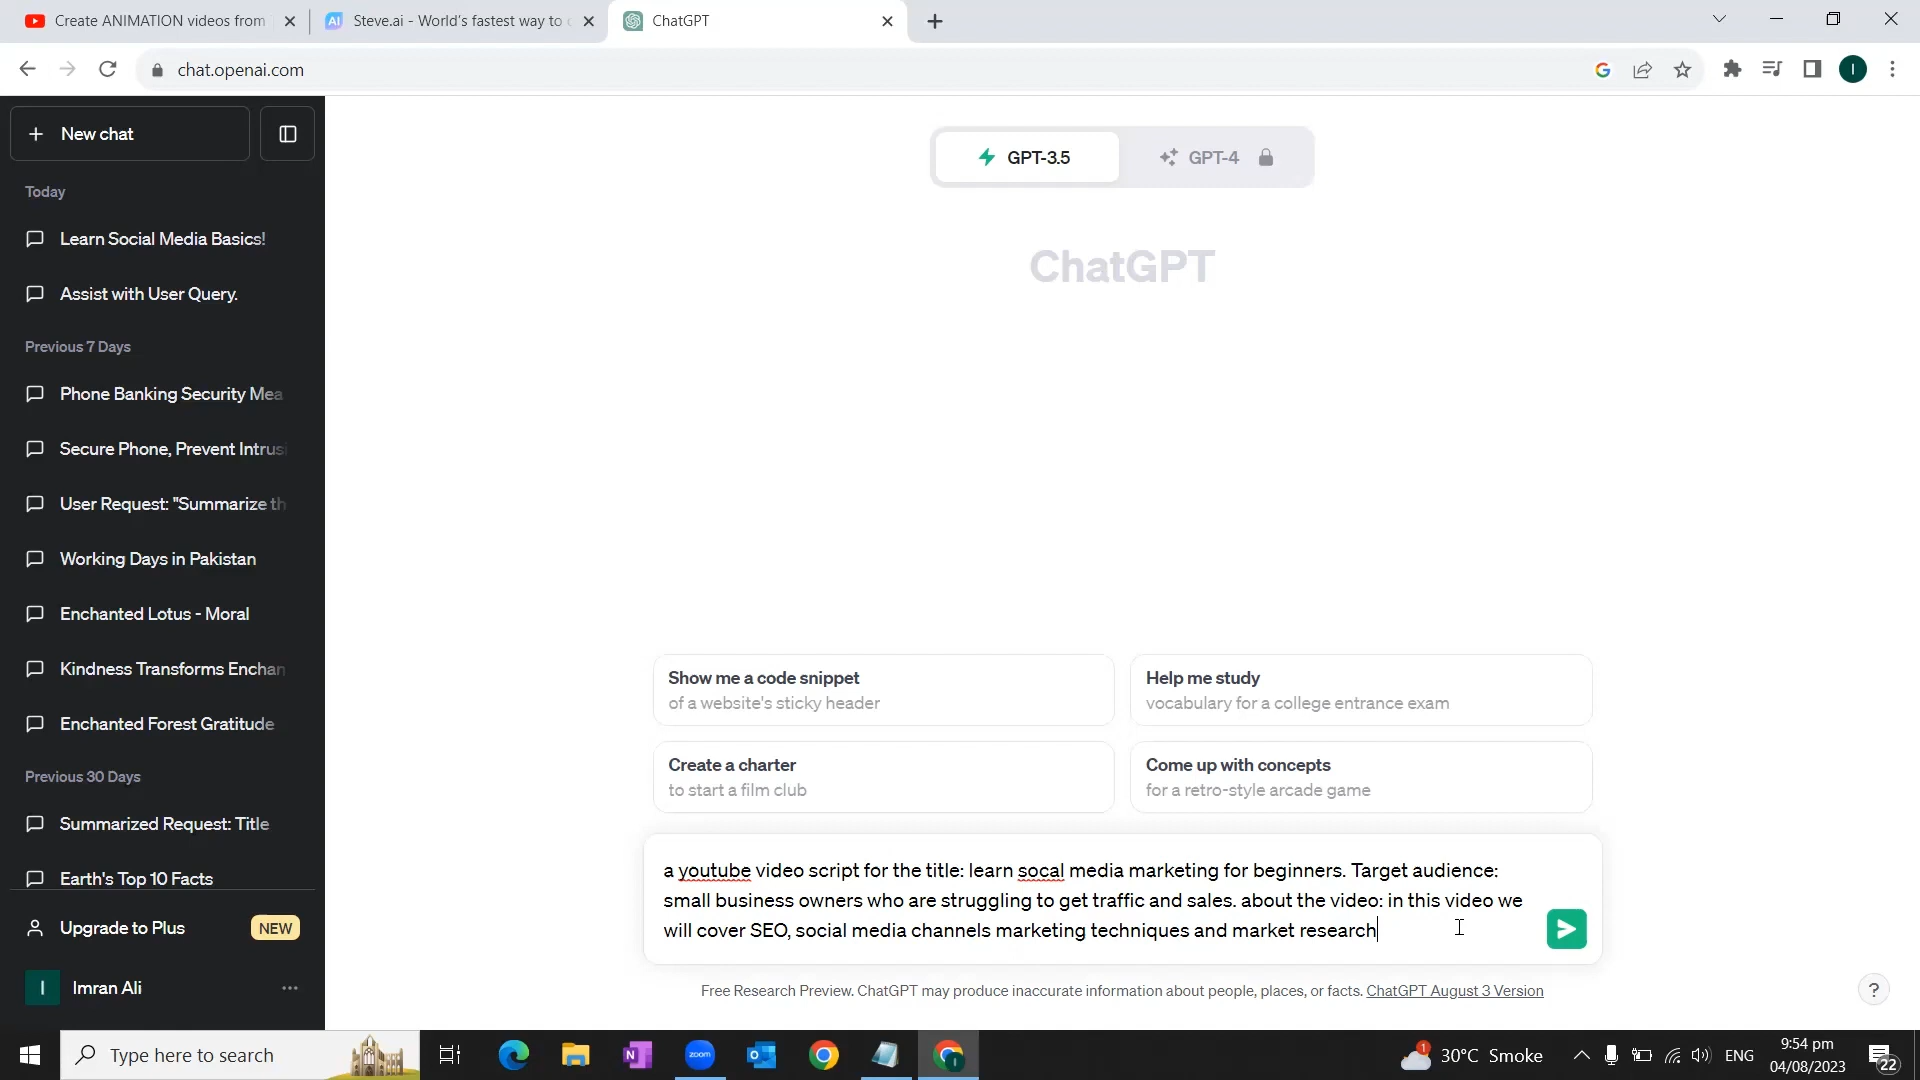 Create ANIMATION videos from
Steve.ai - World's fastest way to
ChatGPT
chat.openai.com
I
New chat
GPT-3.5
GPT-4
Today
Learn Social Media Basics!
Assist with User Query.
ChatGPT
Previous 7 Days
Phone Banking Security Mea
Secure Phone, Prevent Intrusi
User Request: "Summarize th
Working Days in Pakistan
Enchanted Lotus - Moral
Kindness Transforms Enchan
Enchanted Forest Gratitude
Previous 30 Days
Summarized Request: Title
Earth's Top 10 Facts
Upgrade to Plus
NEW
I
Imran Ali
Show me a code snippet
of a website's sticky header
Help me study
vocabulary for a college entrance exam
Create a charter
to start a film club
Come up with concepts
for a retro-style arcade game
a youtube video script for the title: learn socal media marketing for beginners. Target audience:
small business owners who are struggling to get traffic and sales. about the video: in this video we
will cover SEO, social media channels marketing techniques and market research
Free Research Preview. ChatGPT may produce inaccurate information about people, places, or facts. ChatGPT August 3 Version
?
Type here to search
zoom
1
30°C Smoke
ENG
9:54 pm
04/08/2023
22